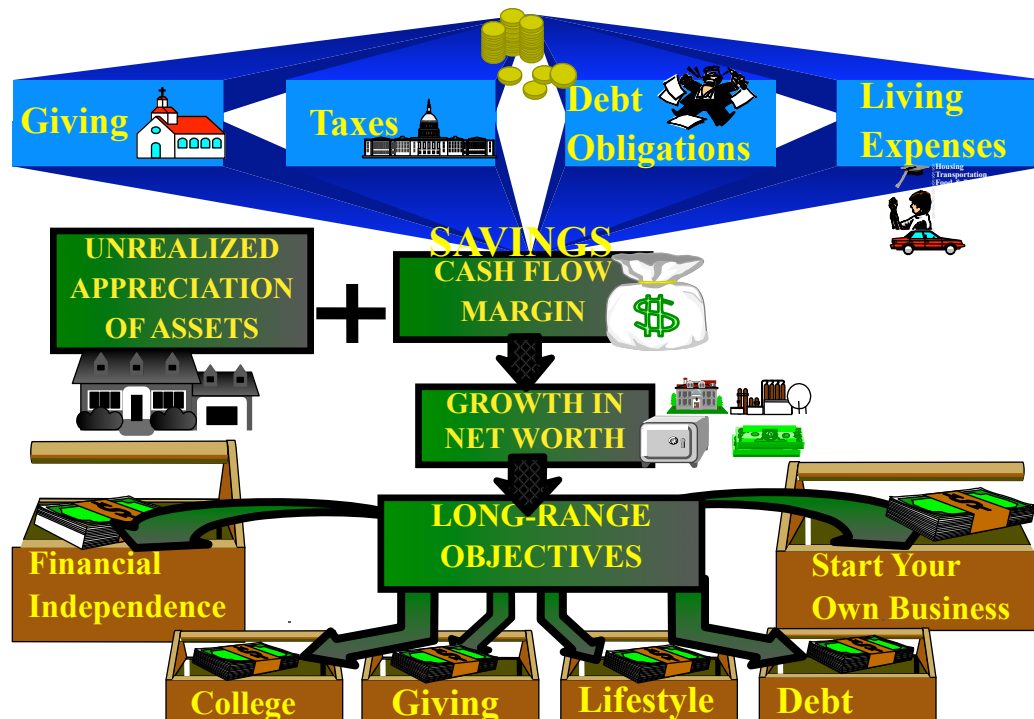 Giving
Taxes
Debt
Obligations
Living
Expenses
Housing
Transportation
Food &
SAVINGS
UNREALIZED
APPRECIATION
OF ASSETS
+
CASH FLOW
MARGIN
$
GROWTH IN
NET WORTH
LONG-RANGE
OBJECTIVES
Financial
Independence
Start Your
Own Business
College
Giving
Lifestyle
Debt